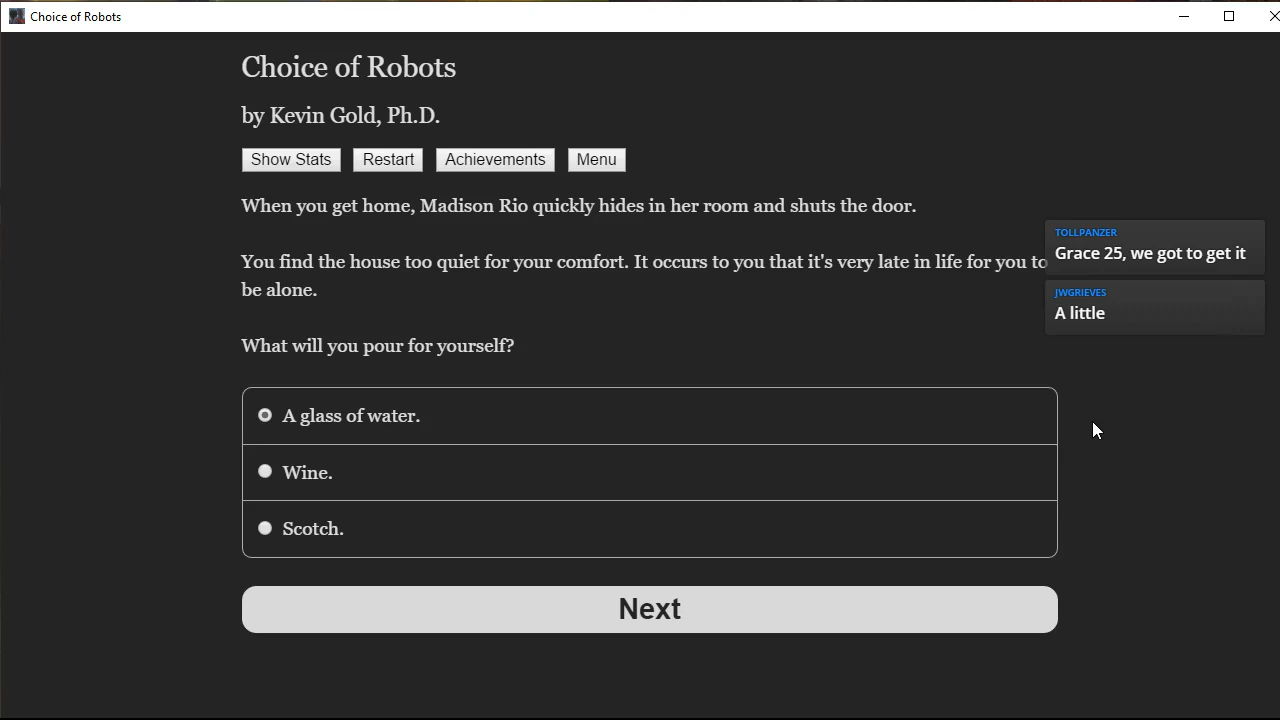 Choice of Robots
Choice of Robots
by Kevin Gold, Ph.D.
Show Stats Restart Achievements Menu
When you get home, Madison Rio quickly hides in her room and shuts the door.
You find the house too quiet for your comfort. It occurs to you that it's very late in life for you to
be alone.
What will you pour for yourself?
A glass of water.
Wine.
Scotch.
Next
TOLLPANZER
Grace 25, we got to get it
JWGRIEVES
A little